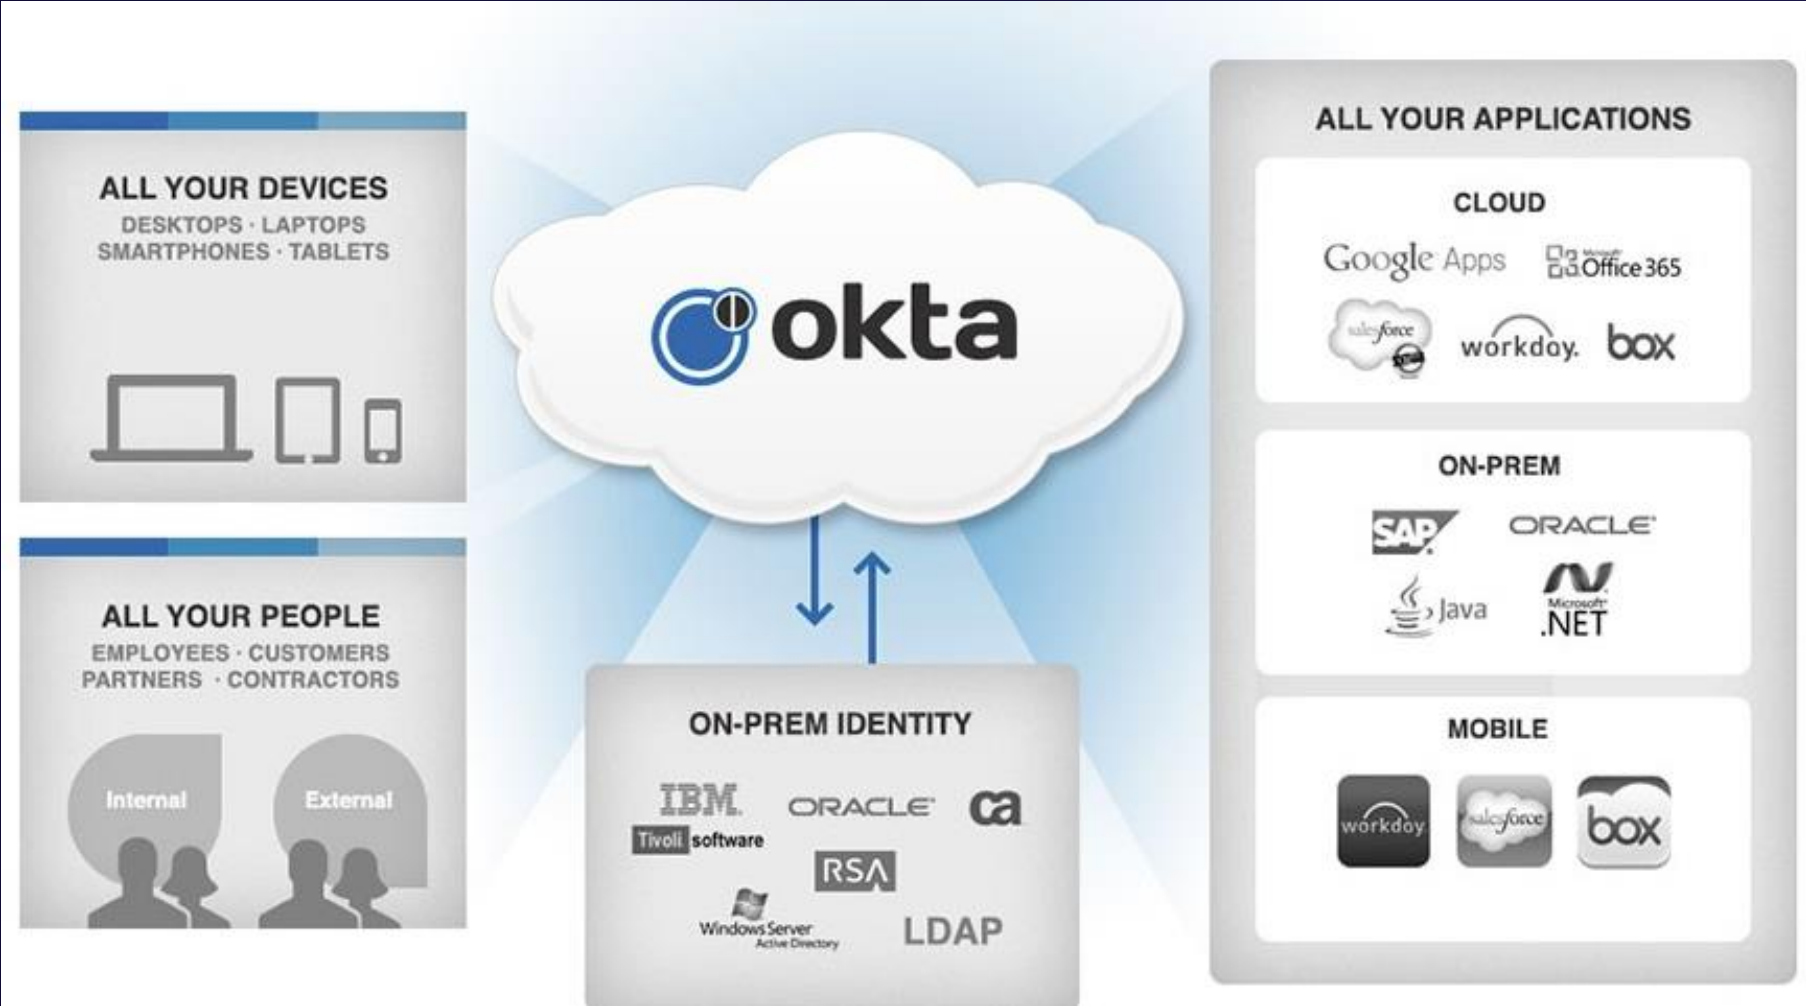 ALL YOUR DEVICES
DESKTOPS · LAPTOPS
SMARTPHONES · TABLETS
ALL YOUR PEOPLE
EMPLOYEES · CUSTOMERS
PARTNERS · CONTRACTORS
Internal
External
okta
ON-PREM IDENTITY
IBM.
Tivoli software
ORACLE
ca
RSA
Windows Server
Active Directory
LDAP
ALL YOUR APPLICATIONS
CLOUD
Google Apps
Microsoft
Office 365
salesforce
workday.
box
ON-PREM
SAP
ORACLE
Java
Microsoft
.NET
MOBILE
workday
salesforce
box